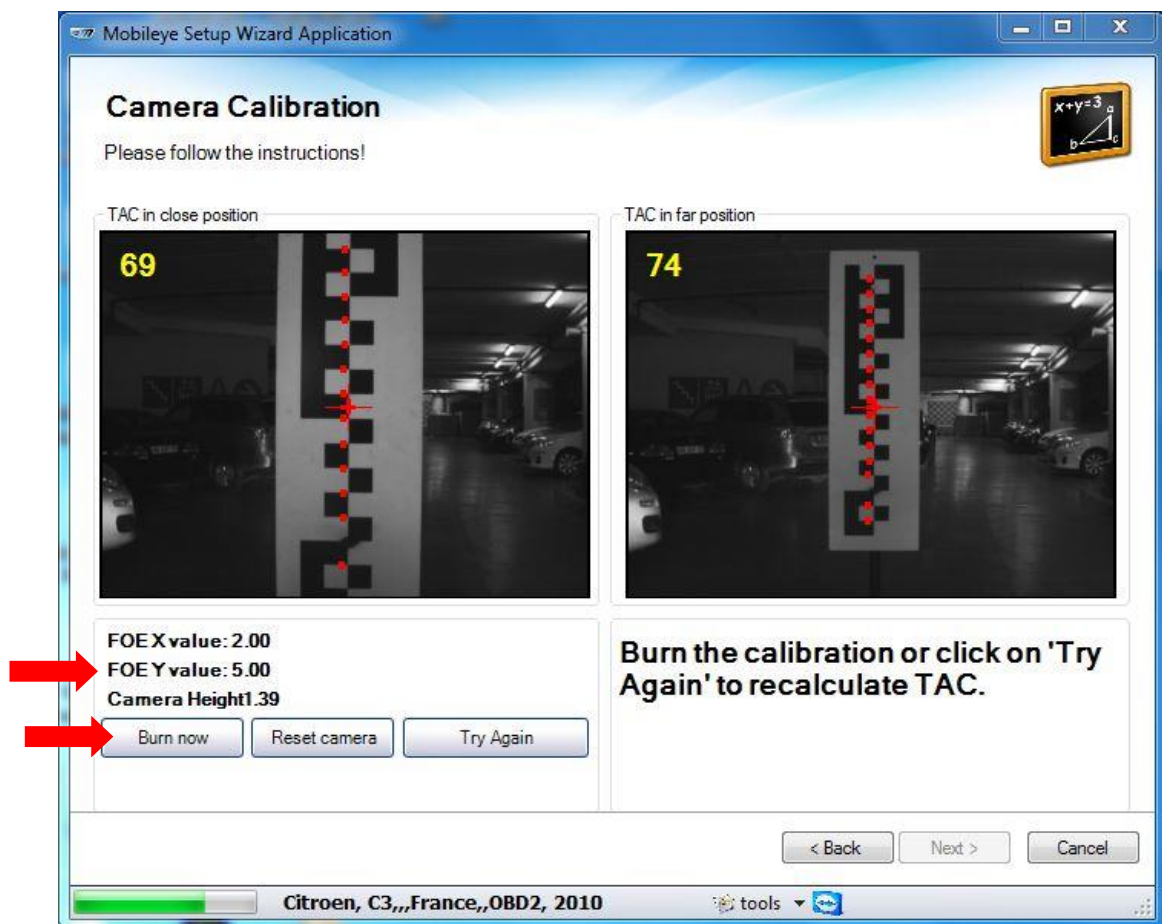 Mobileye Setup Wizard Application
Camera Calibration
Please follow the instructions!
x+y=3
a
b
c
TAC in close position
TAC in far position
69
74
FOE X value: 2.00
FOE Y value: 5.00
Camera Height1.39
Burn now
Reset camera
Try Again
Burn the calibration or click on 'Try
Again' to recalculate TAC.
< Back
Next >
Cancel
Citroen, C3,,,France,,OBD2, 2010
tools